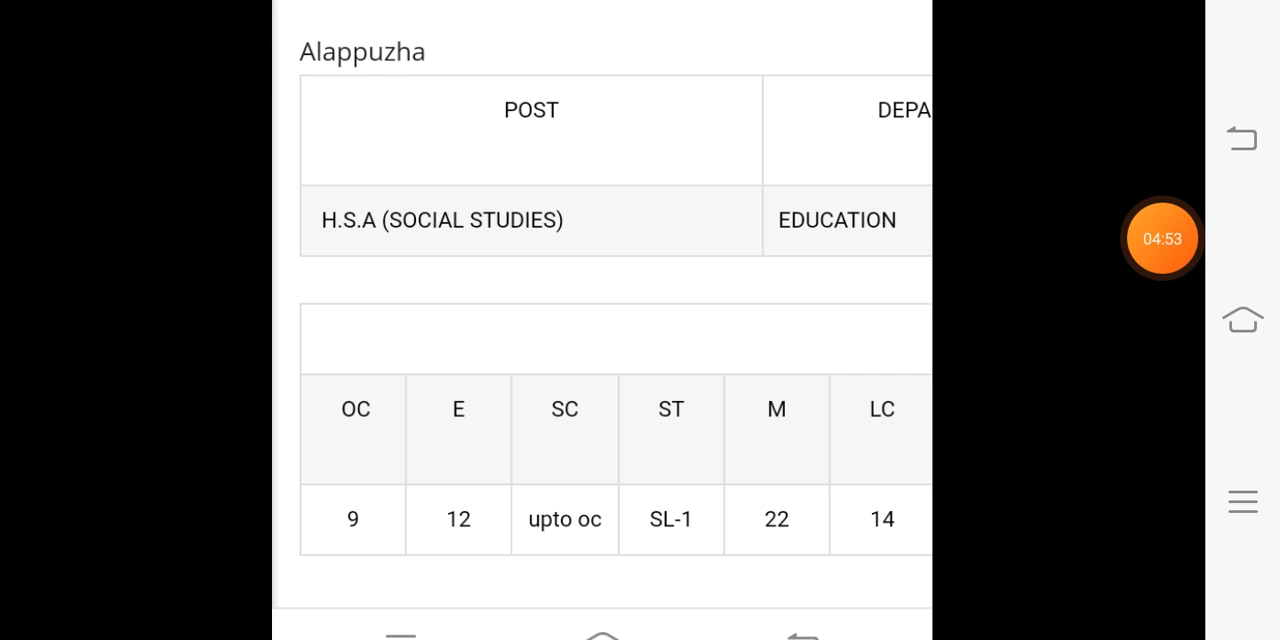 Alappuzha
POST DEPA
H.S.A (SOCIAL STUDIES) EDUCATION
04:53
OC E SC ST M LC
9 12 upto oc SL-1 22 14